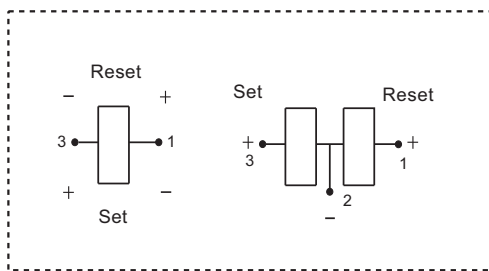 Reset
− +
3 1
+ −
Set
Set Reset
+ +
3 1
2
−